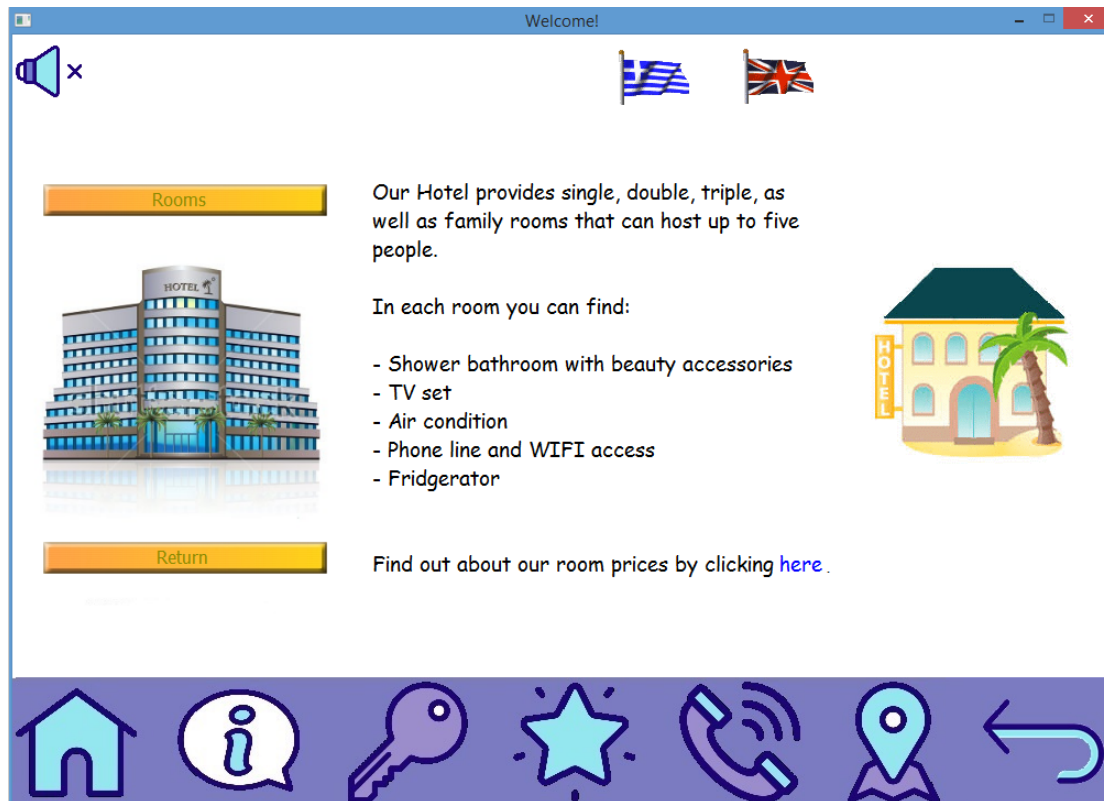 Welcome!
Rooms
Our Hotel provides single, double, triple, as
well as family rooms that can host up to five
people.
HOTEL
In each room you can find:
HOTEL
- Shower bathroom with beauty accessories
- TV set
- Air condition
- Phone line and WIFI access
- Fridgerator
Return
Find out about our room prices by clicking here .